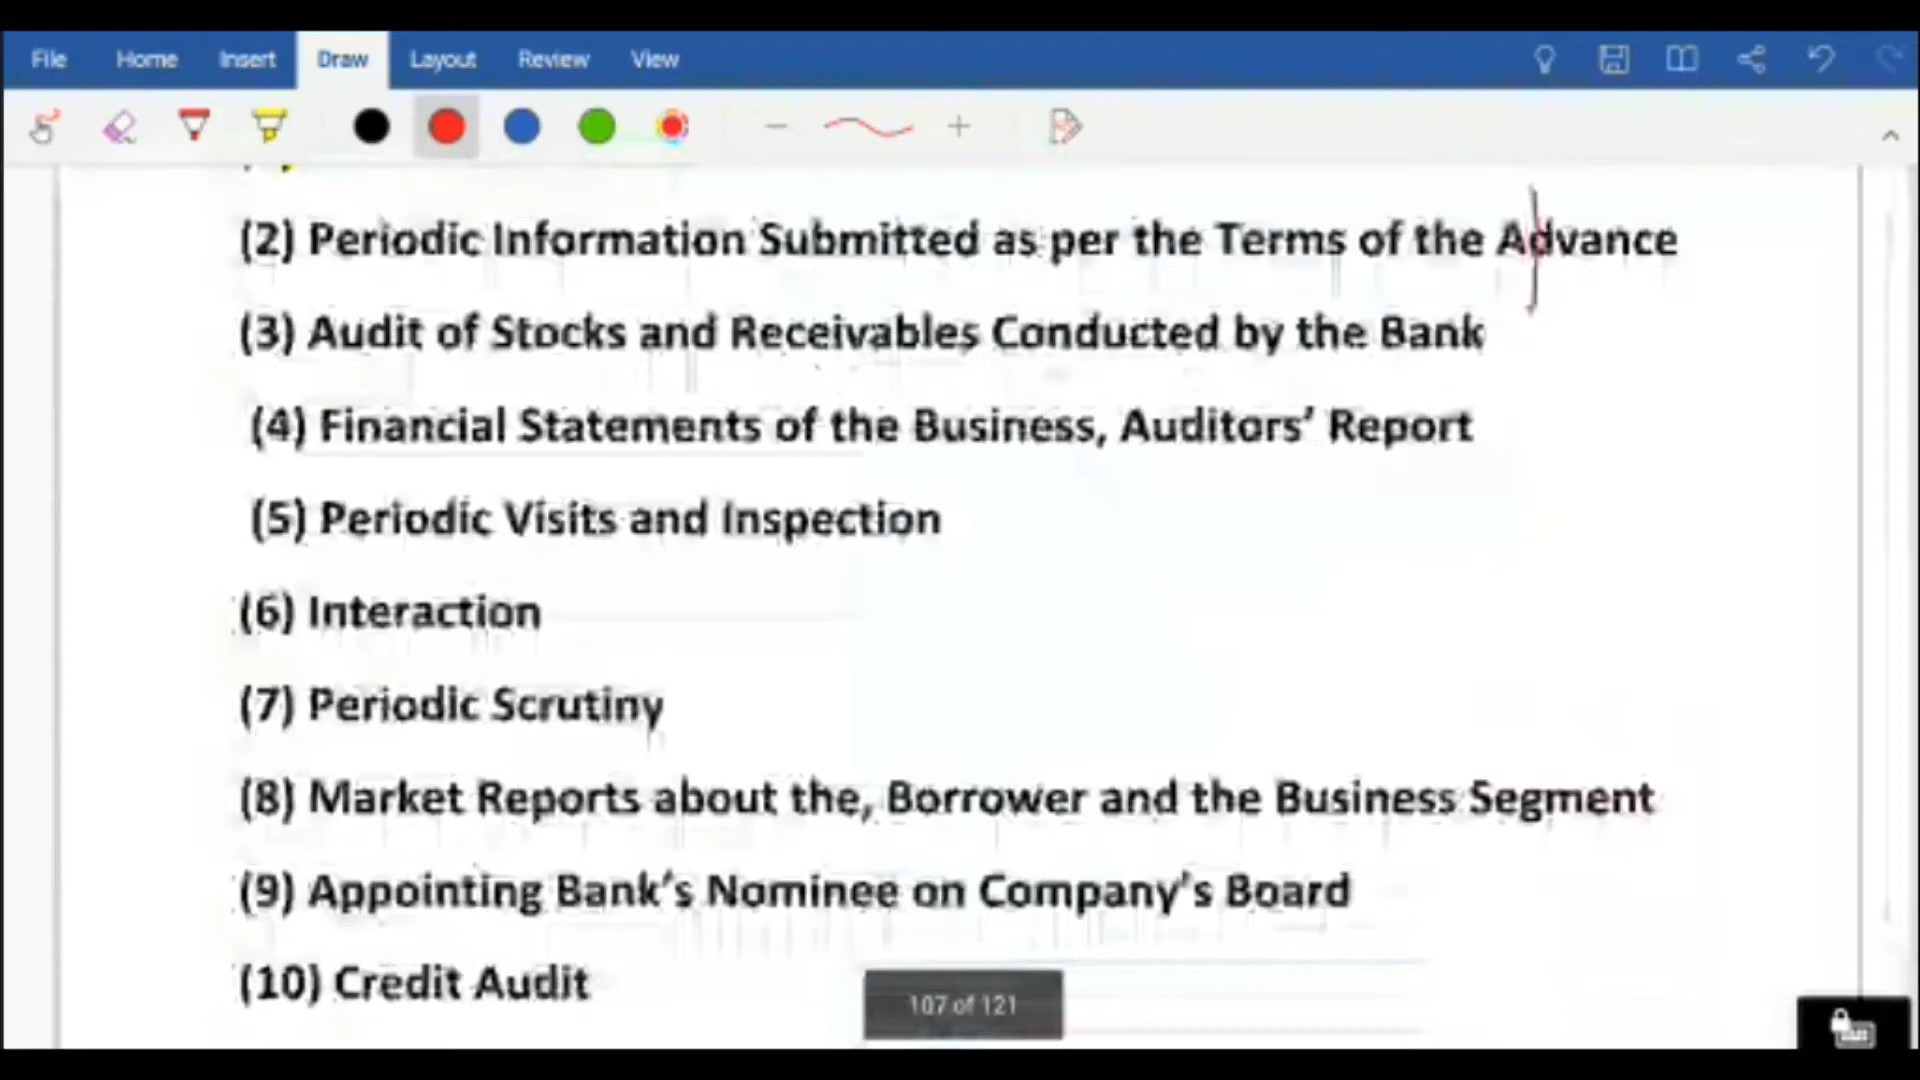 File Home Insert Draw Layout Review View
(2) Periodic Information Submitted as per the Terms of the Advance
(3) Audit of Stocks and Receivables Conducted by the Bank
(4) Financial Statements of the Business, Auditors' Report
(5) Periodic Visits and Inspection
(6) Interaction
(7) Periodic Scrutiny
(8) Market Reports about the, Borrower and the Business Segment
(9) Appointing Bank's Nominee on Company's Board
(10) Credit Audit
107 of 121